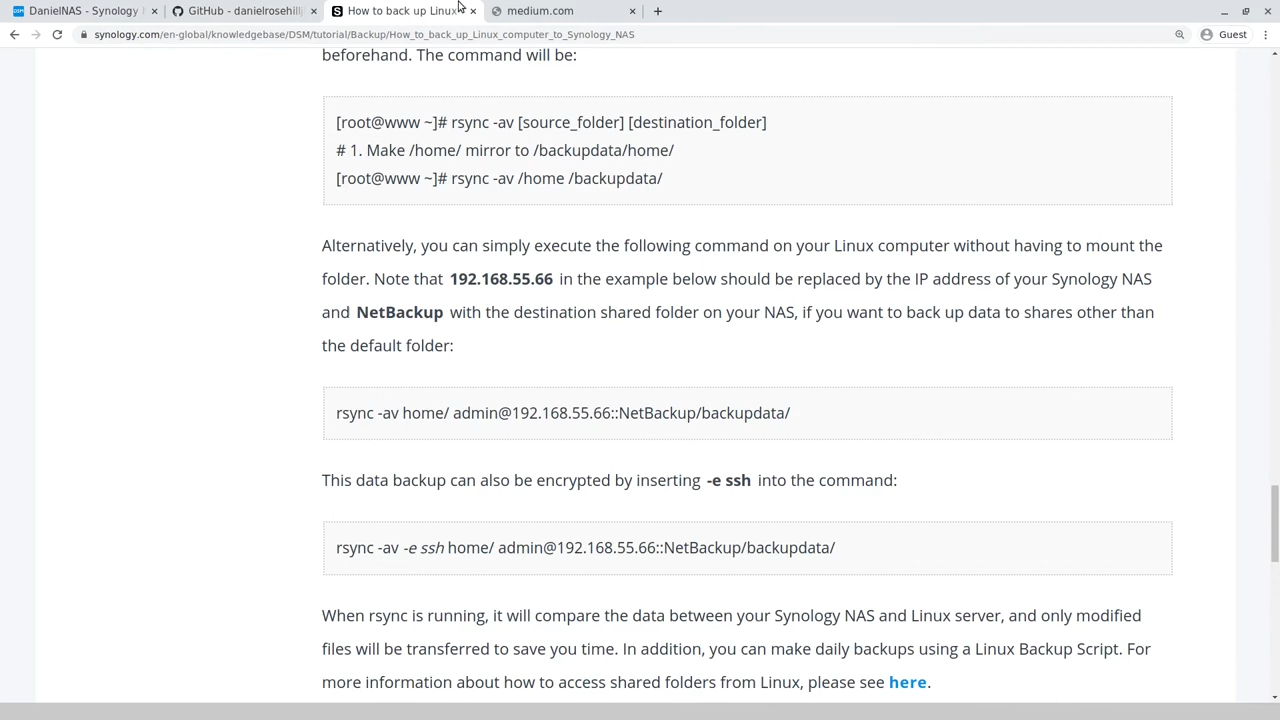 DanielNAS - Synology
GitHub - danielrosehill
How to back up Linux
medium.com
synology.com/en-global/knowledgebase/DSM/tutorial/Backup/How_to_back_up_Linux_computer_to_Synology_NAS
Guest
beforehand. The command will be:
[root@www ~]# rsync -av [source_folder] [destination_folder]
# 1. Make /home/ mirror to /backupdata/home/
[root@www ~]# rsync -av /home /backupdata/
Alternatively, you can simply execute the following command on your Linux computer without having to mount the
folder. Note that 192.168.55.66 in the example below should be replaced by the IP address of your Synology NAS
and NetBackup with the destination shared folder on your NAS, if you want to back up data to shares other than
the default folder:
rsync -av home/ admin@192.168.55.66::NetBackup/backupdata/
This data backup can also be encrypted by inserting -e ssh into the command:
rsync -av -e ssh home/ admin@192.168.55.66::NetBackup/backupdata/
When rsync is running, it will compare the data between your Synology NAS and Linux server, and only modified
files will be transferred to save you time. In addition, you can make daily backups using a Linux Backup Script. For
more information about how to access shared folders from Linux, please see here.